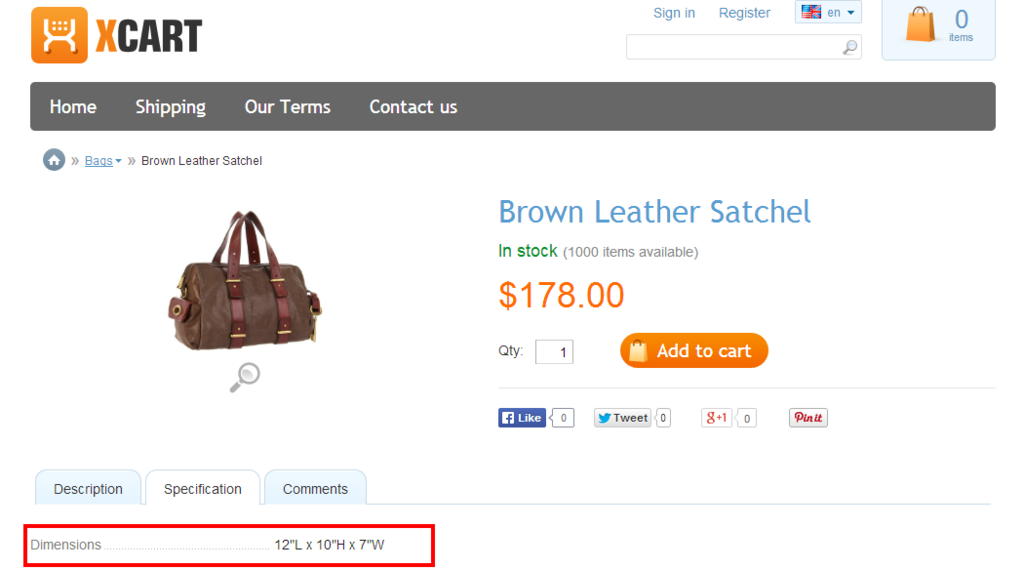 XCART
Sign in Register en
0
items
Home Shipping Our Terms Contact us
» Bags » Brown Leather Satchel
Brown Leather Satchel
In stock (1000 items available)
$178.00
Qty: 1 Add to cart
Like 0 Tweet 0 g+1 0 Pin it
Description Specification Comments
Dimensions 12"L x 10"H x 7"W